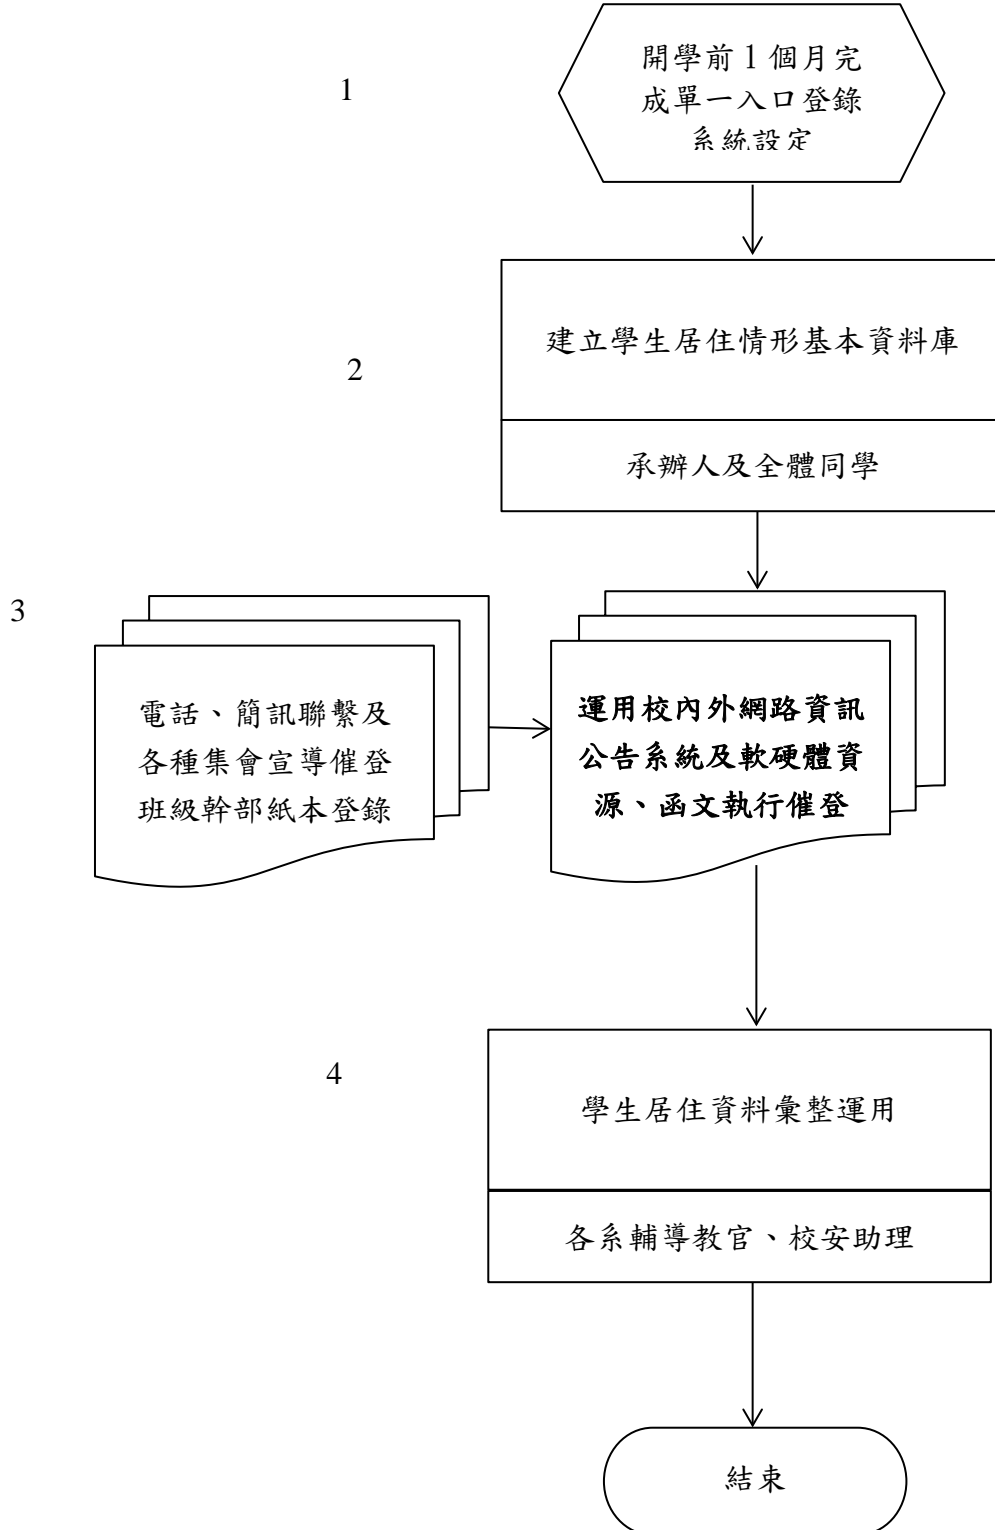 1
開學前 1 個月完
成單一入口登錄
系統設定
2
建立學生居住情形基本資料庫
承辦人及全體同學
3
電話、簡訊聯繫及
各種集會宣導催登
班級幹部紙本登錄
運用校內外網路資訊
公告系統及軟硬體資
源、函文執行催登
4
學生居住資料彙整運用
各系輔導教官、校安助理
結束